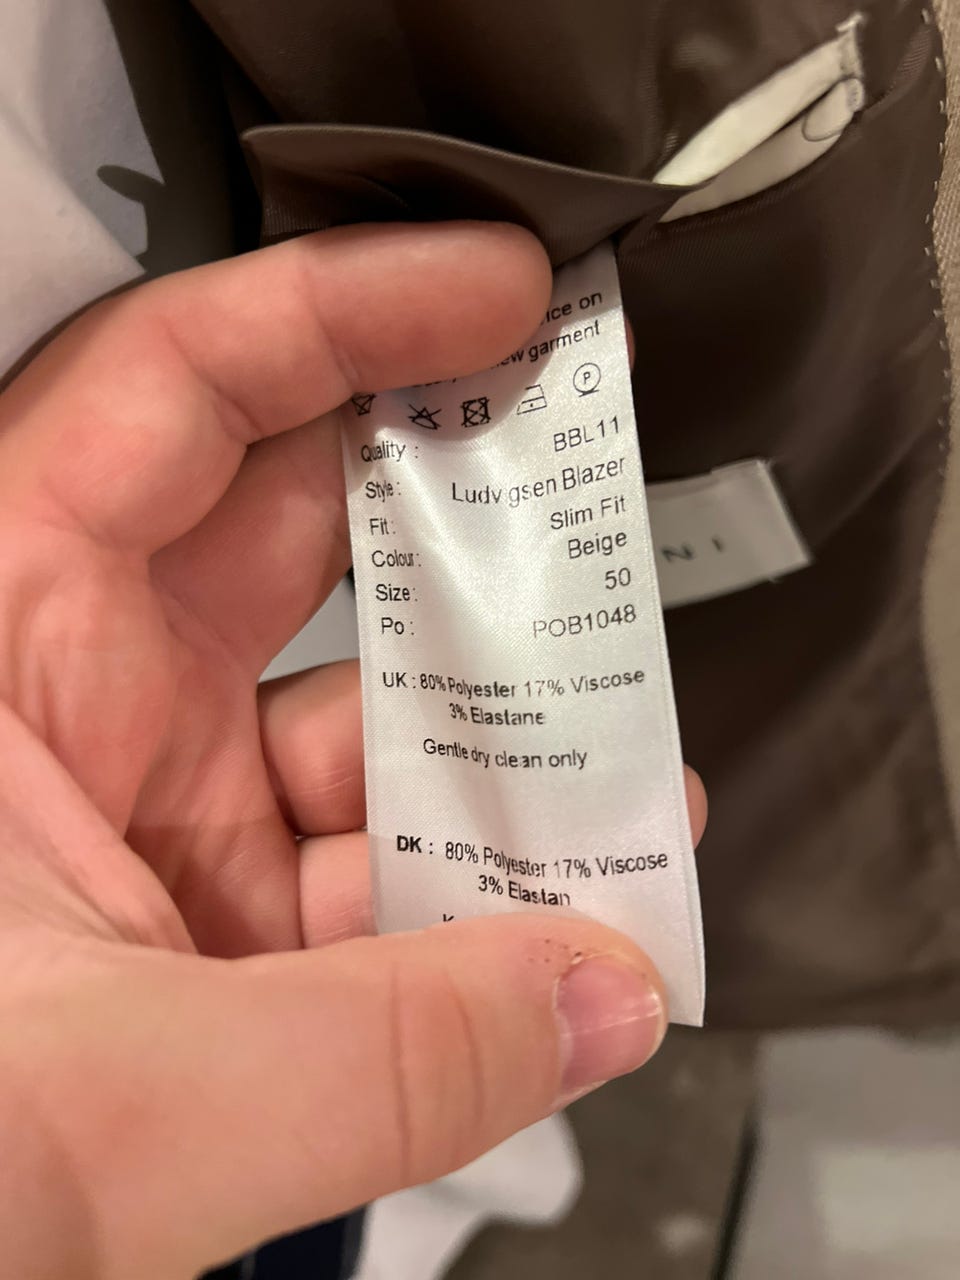 on
garment
P
Quality : BBL11
Style : Ludvigsen Blazer
Fit : Slim Fit
Colour : Beige
Size : 50
Po : POB1048
UK : 80% Polyester 17% Viscose
3% Elastane
Gentle dry clean only
DK : 80% Polyester 17% Viscose
3% Elastan
N I